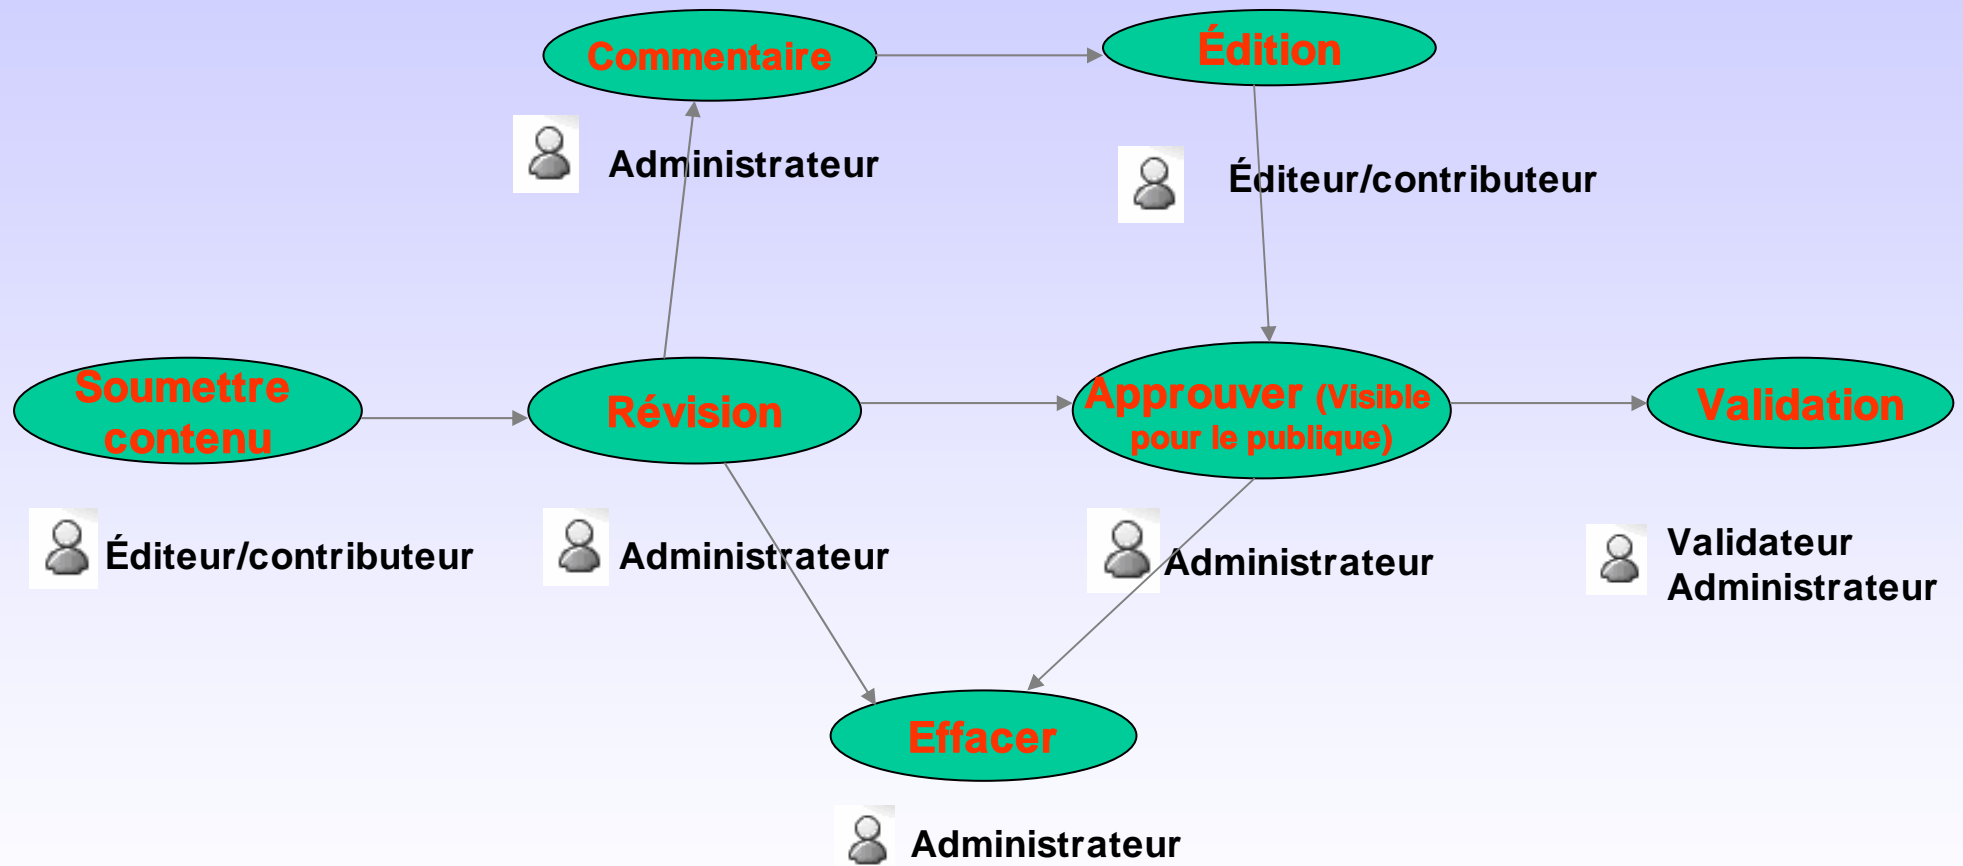 Commentaire
Édition
Administrateur
Éditeur/contributeur
Soumettre
contenu
Révision
Approuver (Visible
pour le publique)
Validation
Éditeur/contributeur
Administrateur
Administrateur
Validateur
Administrateur
Effacer
Administrateur